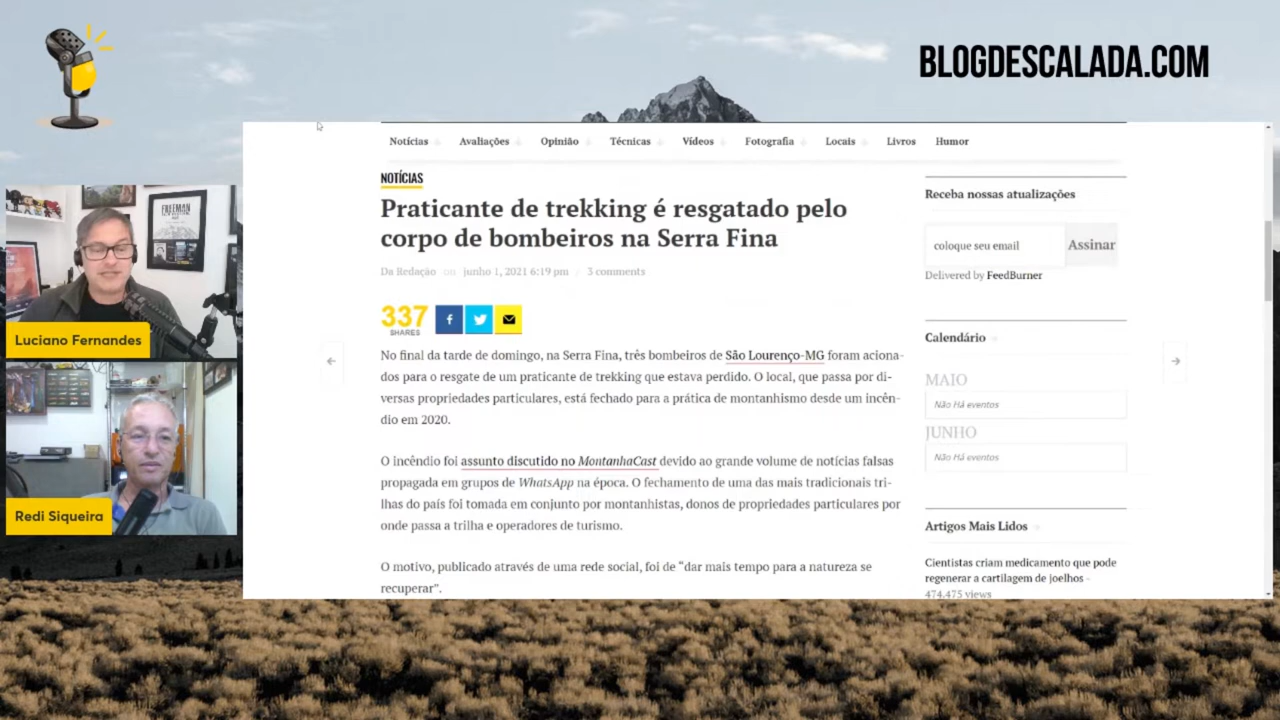 BLOGDESCALADA.COM
Notícias
Avaliações
Opinião
Técnicas
Vídeos
Fotografia
Locais
Livros
Humor
NOTÍCIAS
Praticante de trekking é resgatado pelo
corpo de bombeiros na Serra Fina
Da Redação on junho 1, 2021 6:19 pm / 3 comments
337
SHARES
No final da tarde de domingo, na Serra Fina, três bombeiros de São Lourenço-MG foram aciona-
dos para o resgate de um praticante de trekking que estava perdido. O local, que passa por di-
versas propriedades particulares, está fechado para a prática de montanhismo desde um incên-
dio em 2020.
O incêndio foi assunto discutido no MontanhaCast devido ao grande volume de notícias falsas
propagada em grupos de WhatsApp na época. O fechamento de uma das mais tradicionais tri-
lhas do país foi tomada em conjunto por montanhistas, donos de propriedades particulares por
onde passa a trilha e operadores de turismo.
O motivo, publicado através de uma rede social, foi de “dar mais tempo para a natureza se
recuperar”.
Receba nossas atualizações
coloque seu email
Assinar
Delivered by FeedBurner
Calendário
MAIO
Não Há eventos
JUNHO
Não Há eventos
Artigos Mais Lidos
Cientistas criam medicamento que pode
regenerar a cartilagem de joelhos -
474,475 views
FREEMAN
Luciano Fernandes
Redi Siqueira